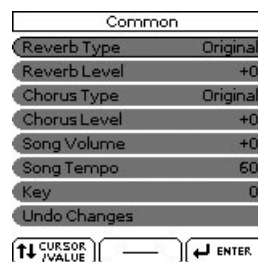 Common
Reverb Type Original
Reverb Level +0
Chorus Type Original
Chorus Level +0
Song Volume +0
Song Tempo 60
Key 0
Undo Changes
CURSOR
/VALUE
ENTER